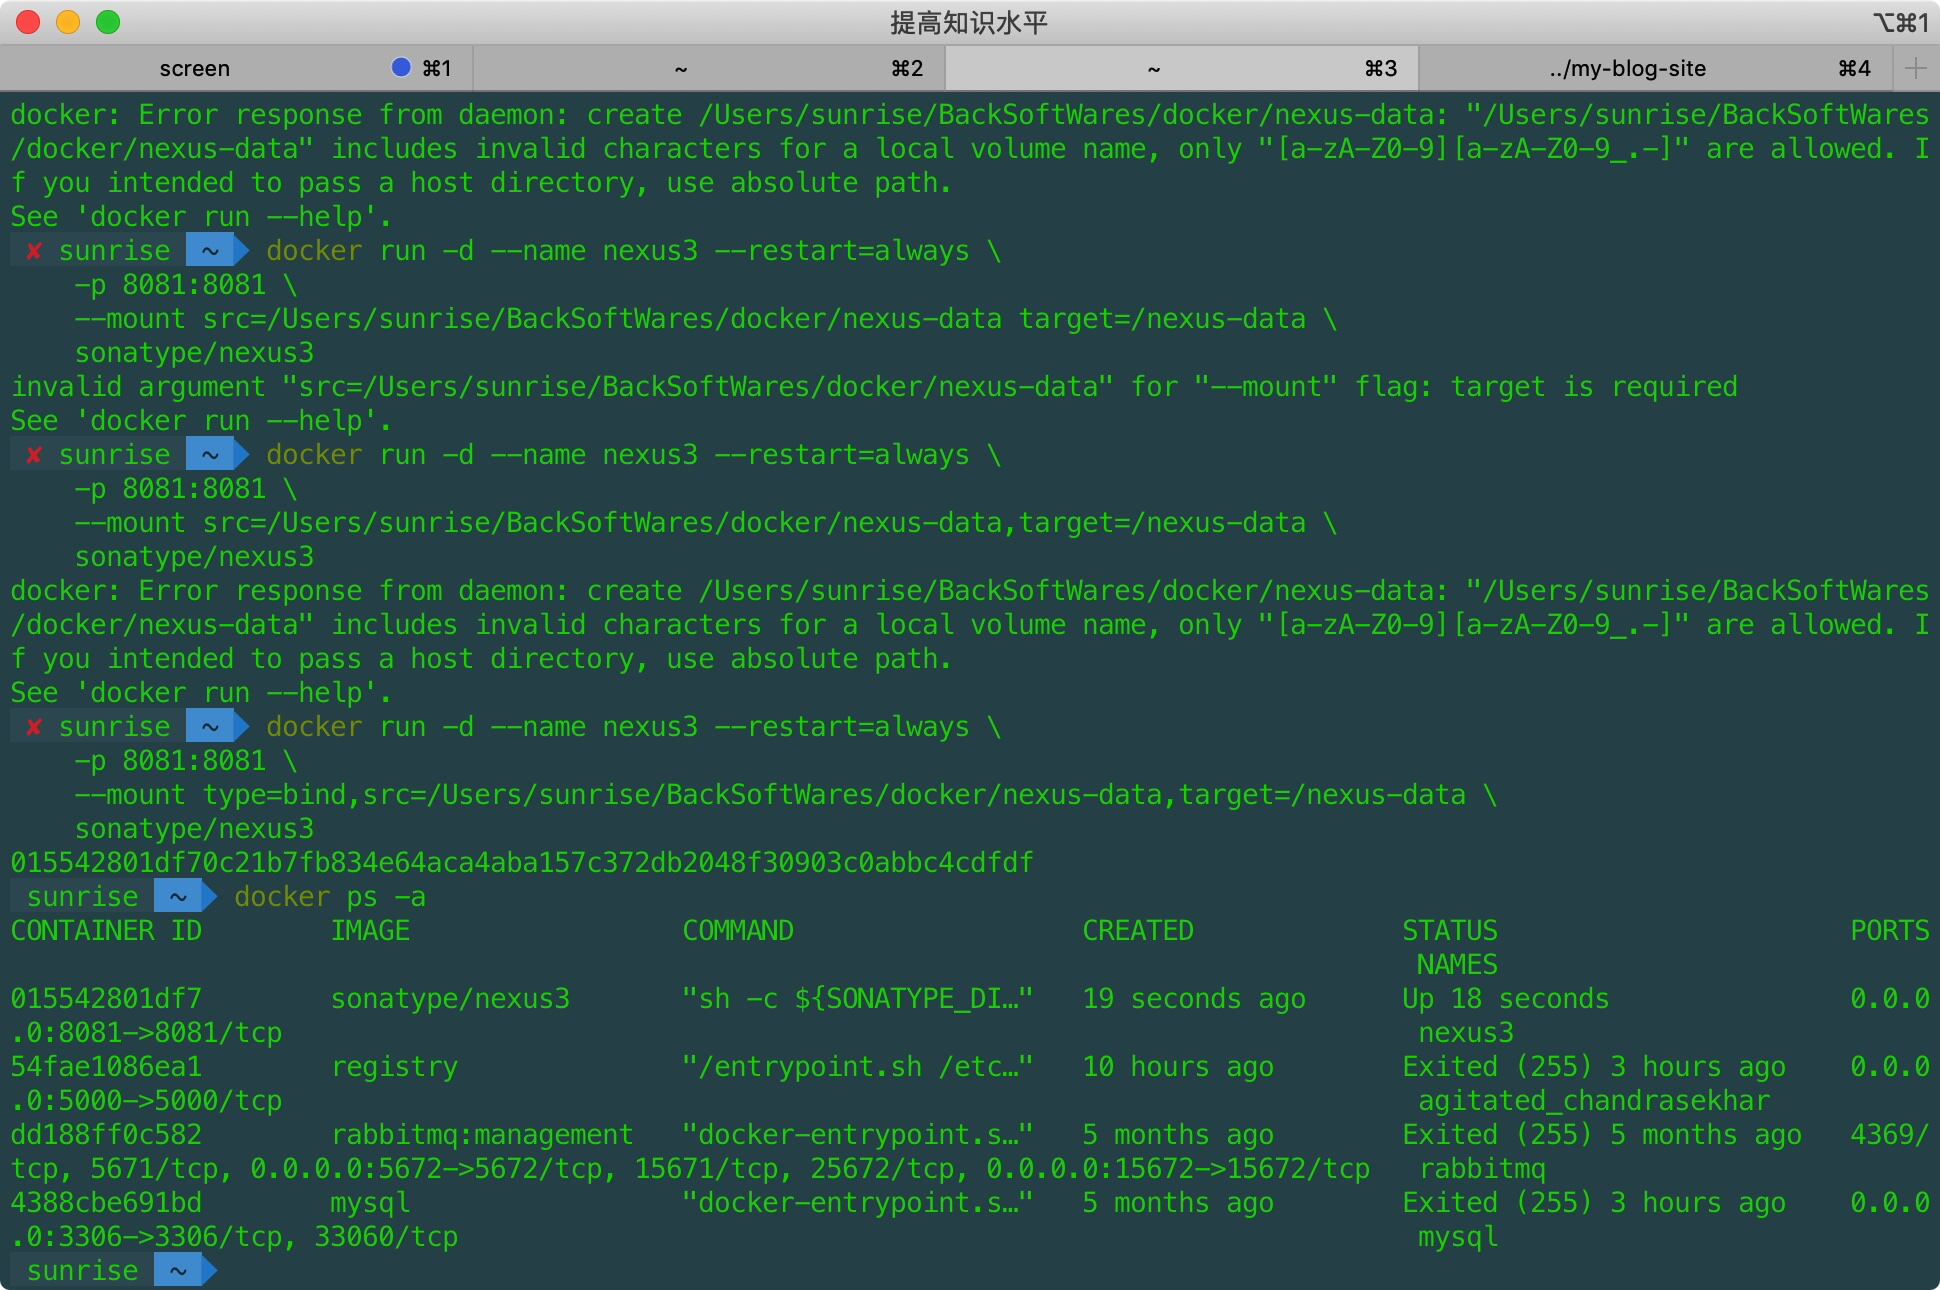 提高知识水平
⌥⌘1
screen ⌘1 ~ ⌘2 ~ ⌘3 ../my-blog-site ⌘4 +
docker: Error response from daemon: create /Users/sunrise/BackSoftWares/docker/nexus-data: "/Users/sunrise/BackSoftWares
/docker/nexus-data" includes invalid characters for a local volume name, only "[a-zA-Z0-9][a-zA-Z0-9_.-]" are allowed. I
f you intended to pass a host directory, use absolute path.
See 'docker run --help'.
✘ sunrise ~ docker run -d --name nexus3 --restart=always \
-p 8081:8081 \
--mount src=/Users/sunrise/BackSoftWares/docker/nexus-data target=/nexus-data \
sonatype/nexus3
invalid argument "src=/Users/sunrise/BackSoftWares/docker/nexus-data" for "--mount" flag: target is required
See 'docker run --help'.
✘ sunrise ~ docker run -d --name nexus3 --restart=always \
-p 8081:8081 \
--mount src=/Users/sunrise/BackSoftWares/docker/nexus-data,target=/nexus-data \
sonatype/nexus3
docker: Error response from daemon: create /Users/sunrise/BackSoftWares/docker/nexus-data: "/Users/sunrise/BackSoftWares
/docker/nexus-data" includes invalid characters for a local volume name, only "[a-zA-Z0-9][a-zA-Z0-9_.-]" are allowed. I
f you intended to pass a host directory, use absolute path.
See 'docker run --help'.
✘ sunrise ~ docker run -d --name nexus3 --restart=always \
-p 8081:8081 \
--mount type=bind,src=/Users/sunrise/BackSoftWares/docker/nexus-data,target=/nexus-data \
sonatype/nexus3
015542801df70c21b7fb834e64aca4aba157c372db2048f30903c0abbc4cdfdf
sunrise ~ docker ps -a
CONTAINER ID IMAGE COMMAND CREATED STATUS PORTS
NAMES
015542801df7 sonatype/nexus3 "sh -c ${SONATYPE_DI…" 19 seconds ago Up 18 seconds 0.0.0
.0:8081->8081/tcp nexus3
54fae1086ea1 registry "/entrypoint.sh /etc…" 10 hours ago Exited (255) 3 hours ago 0.0.0
.0:5000->5000/tcp agitated_chandrasekhar
dd188ff0c582 rabbitmq:management "docker-entrypoint.s…" 5 months ago Exited (255) 5 months ago 4369/
tcp, 5671/tcp, 0.0.0.0:5672->5672/tcp, 15671/tcp, 25672/tcp, 0.0.0.0:15672->15672/tcp rabbitmq
4388cbe691bd mysql "docker-entrypoint.s…" 5 months ago Exited (255) 3 hours ago 0.0.0
.0:3306->3306/tcp, 33060/tcp mysql
sunrise ~